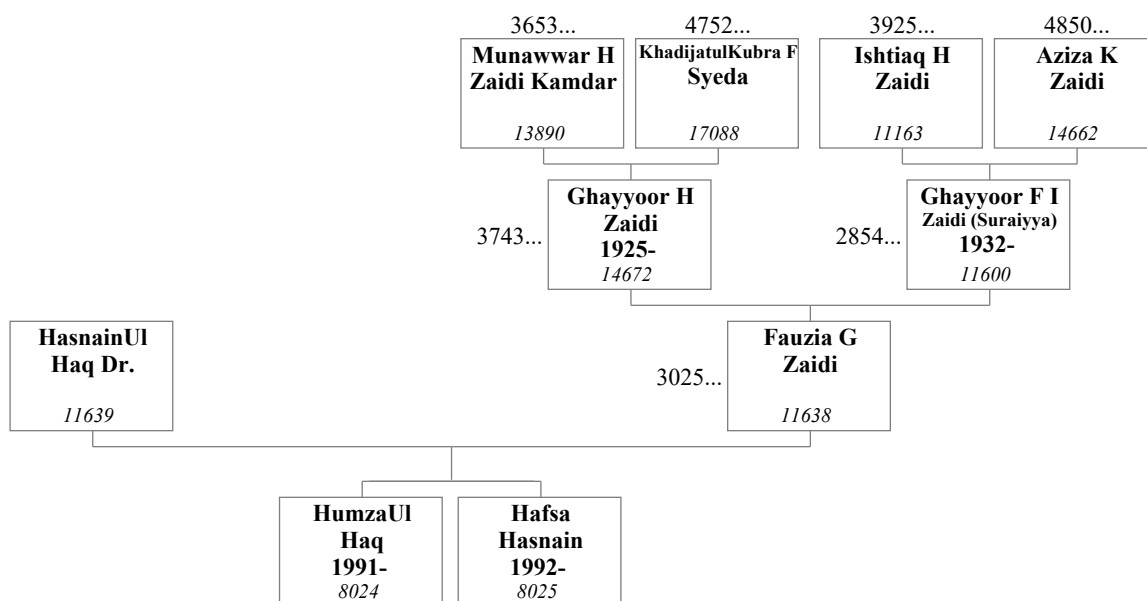 3653... 4752... 3925... 4850...
Munawwar H
Zaidi Kamdar
13890
KhadijatulKubra F
Syeda
17088
Ishtiaq H
Zaidi
11163
Aziza K
Zaidi
14662
3743...
Ghayyoor H
Zaidi
1925-
14672
2854...
Ghayyoor F I
Zaidi (Suraiyya)
1932-
11600
HasnainUl
Haq Dr.
11639
3025...
Fauzia G
Zaidi
11638
HumzaUl
Haq
1991-
8024
Hafsa
Hasnain
1992-
8025